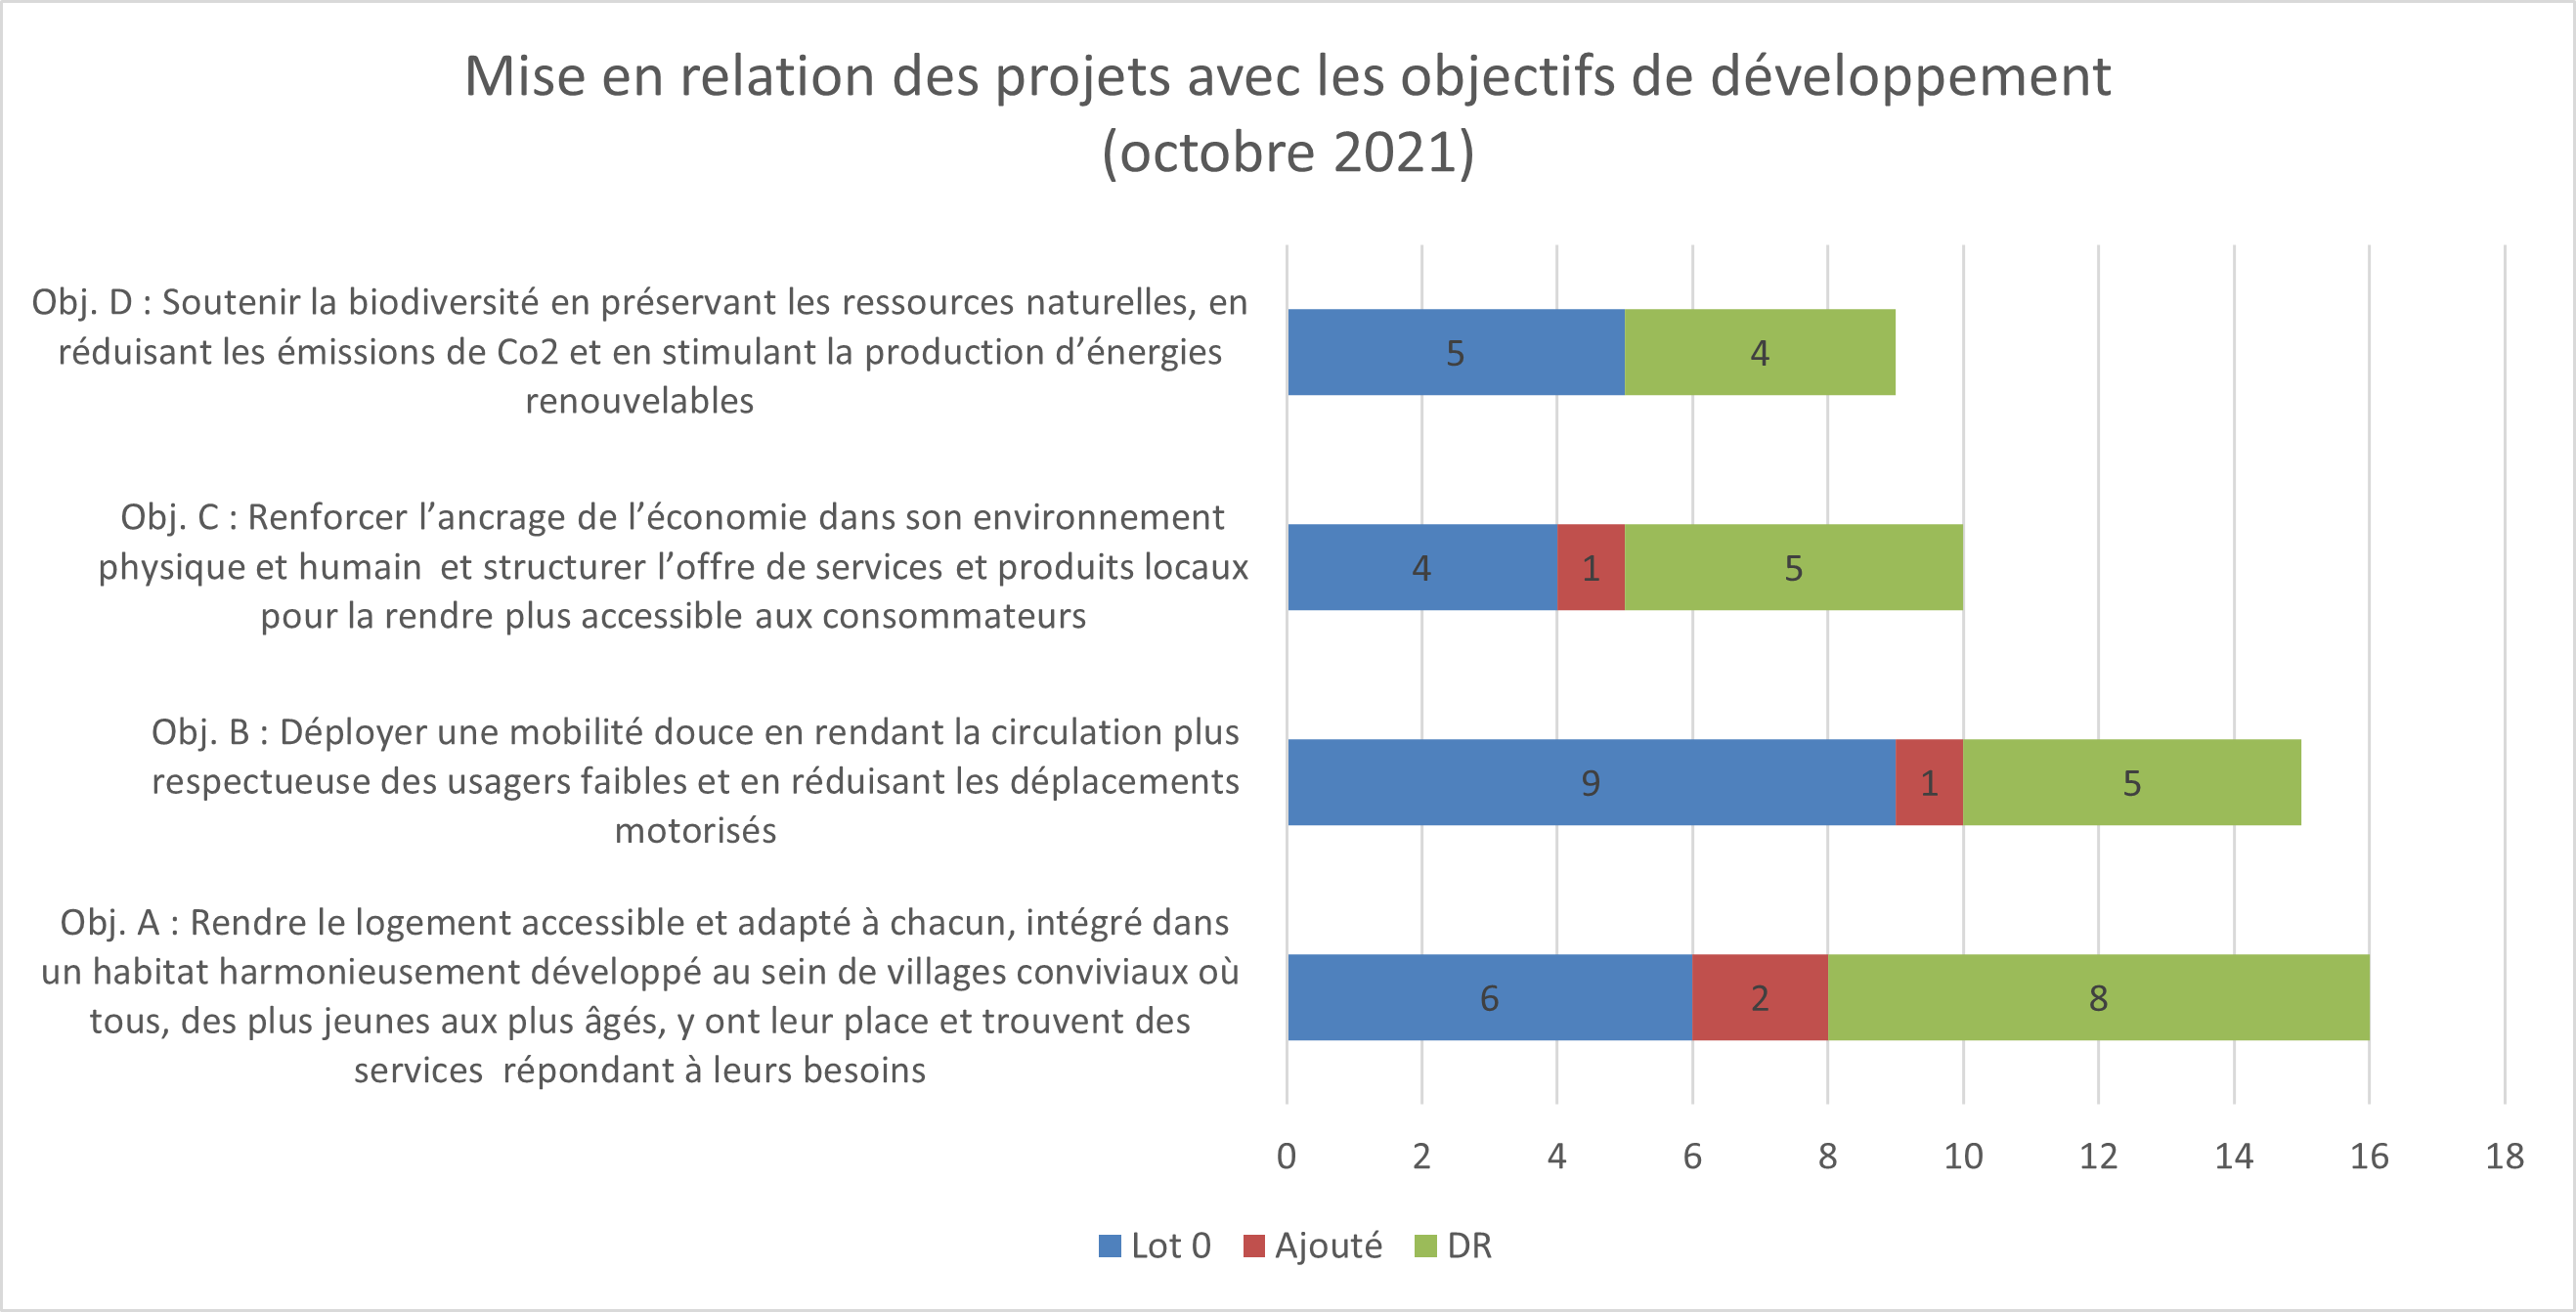 Mise en relation des projets avec les objectifs de développement
(octobre 2021)
Obj. D : Soutenir la biodiversité en préservant les ressources naturelles, en
réduisant les émissions de Co2 et en stimulant la production d’énergies
renouvelables
5 4
Obj. C : Renforcer l’ancrage de l’économie dans son environnement
physique et humain  et structurer l’offre de services et produits locaux
pour la rendre plus accessible aux consommateurs
4 1 5
Obj. B : Déployer une mobilité douce en rendant la circulation plus
respectueuse des usagers faibles et en réduisant les déplacements
motorisés
9 1 5
Obj. A : Rendre le logement accessible et adapté à chacun, intégré dans
un habitat harmonieusement développé au sein de villages conviviaux où
tous, des plus jeunes aux plus âgés, y ont leur place et trouvent des
services  répondant à leurs besoins
6 2 8
0 2 4 6 8 10 12 14 16 18
Lot 0 Ajouté DR